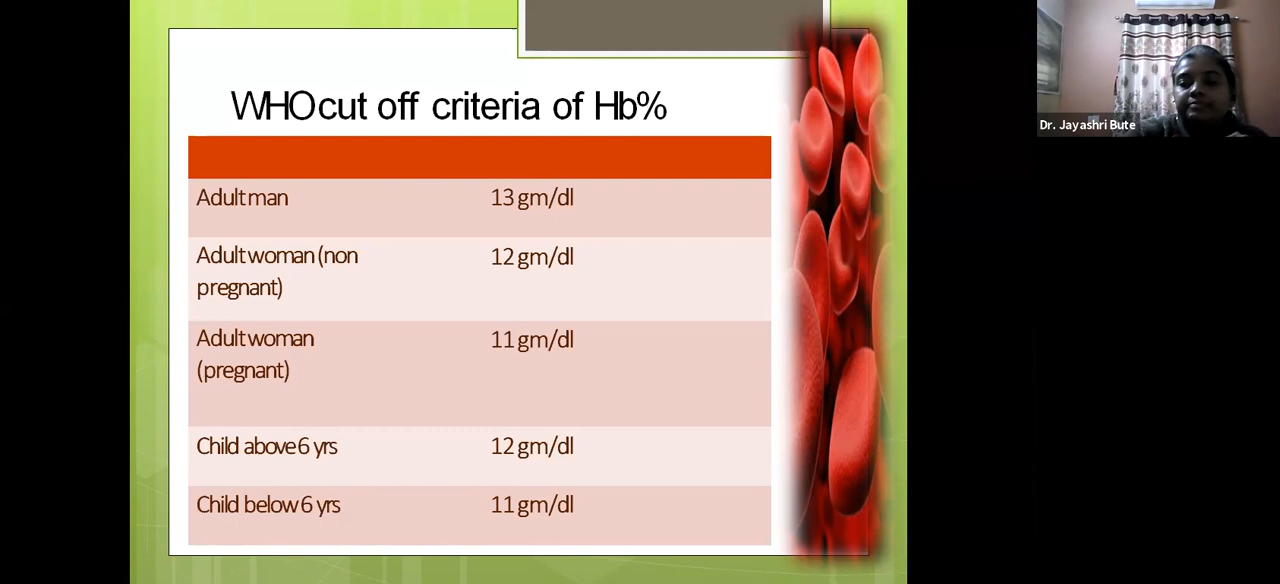 WHO cut off criteria of Hb%
Adult man 13 gm/dl
Adult woman (non 12 gm/dl
pregnant)
Adult woman 11 gm/dl
(pregnant)
Child above 6 yrs 12 gm/dl
Child below 6 yrs 11 gm/dl
Dr. Jayashri Bute